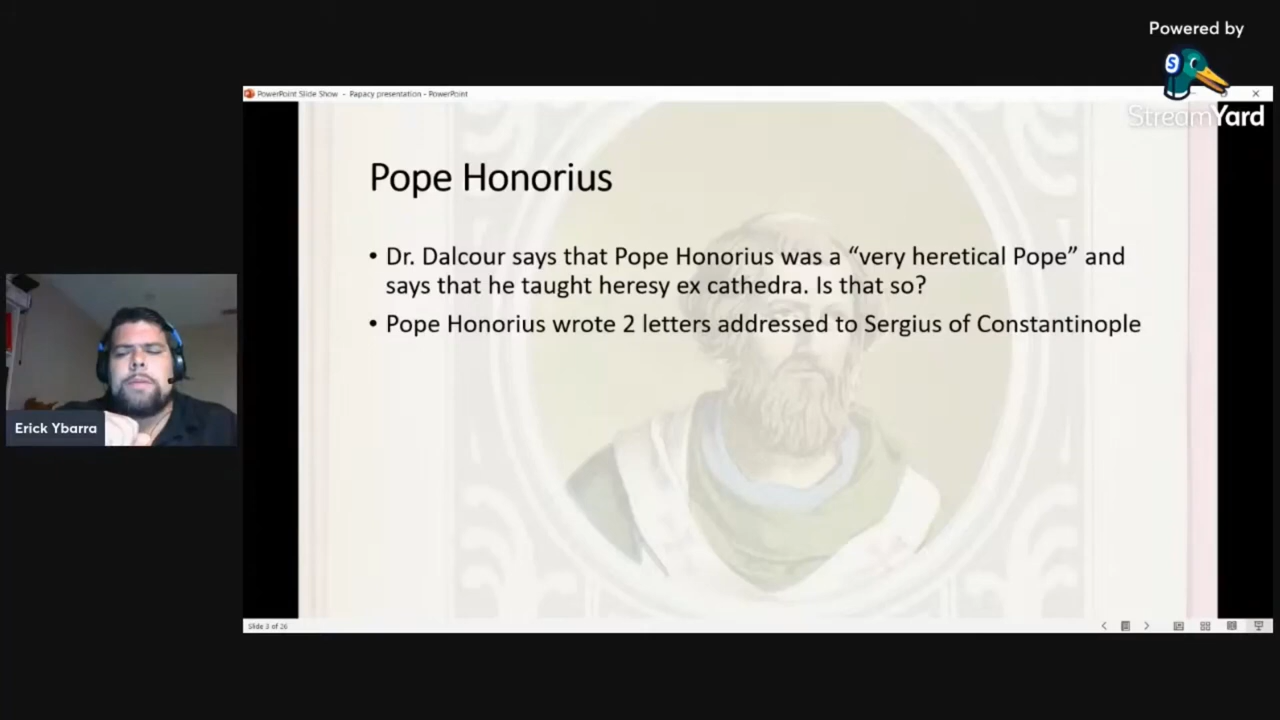 Powered by
S
StreamYard
PowerPoint Slide Show - Papacy presentation - PowerPoint
Pope Honorius
• Dr. Dalcour says that Pope Honorius was a “very heretical Pope” and
says that he taught heresy ex cathedra. Is that so?
• Pope Honorius wrote 2 letters addressed to Sergius of Constantinople
Erick Ybarra
Slide 3 of 26